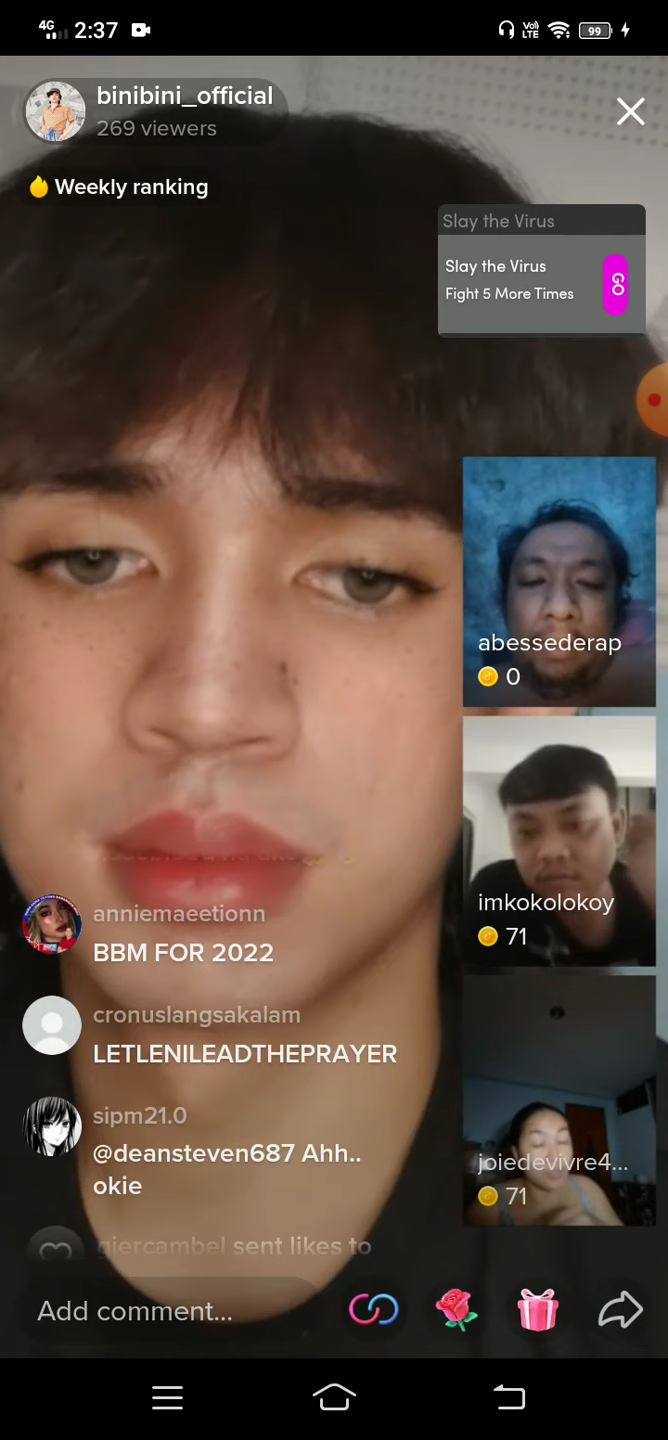 4G 2:37 Vo) LTE 99
binibini_official
269 viewers
Weekly ranking
Slay the Virus
Slay the Virus
Fight 5 More Times
GO
abessederap
0
imkokolokoy
71
joiedevivre4...
71
anniemaeetionn
BBM FOR 2022
cronuslangsakalam
LETLENILEADTHEPRAYER
sipm21.0
@deansteven687 Ahh..
okie
giercambel sent likes to
Add comment...